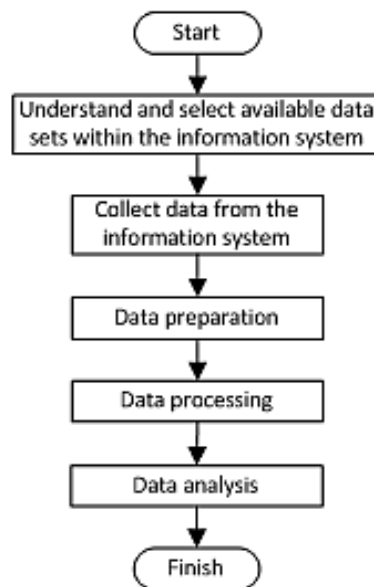 Start
Understand and select available data
sets within the information system
Collect data from the
information system
Data preparation
Data processing
Data analysis
Finish